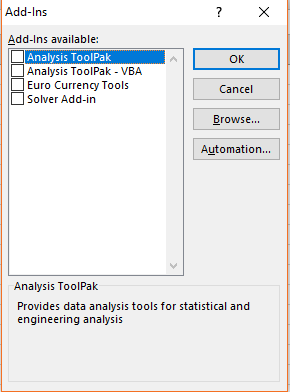 Add-Ins
?
Add-Ins available:
Analysis ToolPak
Analysis ToolPak - VBA
Euro Currency Tools
Solver Add-in
OK
Cancel
Browse...
Automation...
Analysis ToolPak
Provides data analysis tools for statistical and
engineering analysis